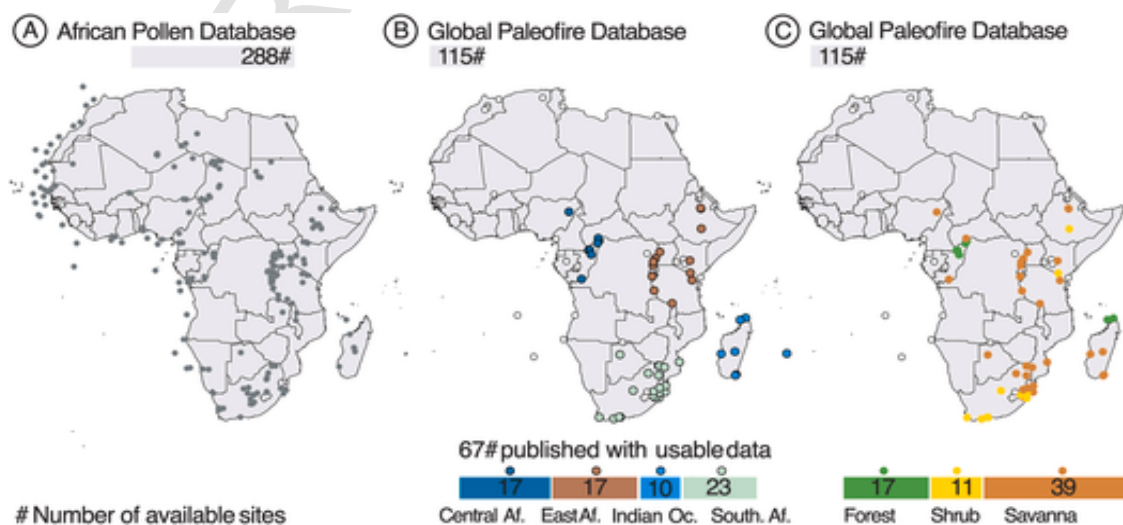 A African Pollen Database
288#
B Global Paleofire Database
115#
C Global Paleofire Database
115#
67# published with usable data
17 17 10 23
Central Af. East Af. Indian Oc. South. Af.
17 11 39
Forest Shrub Savanna
# Number of available sites